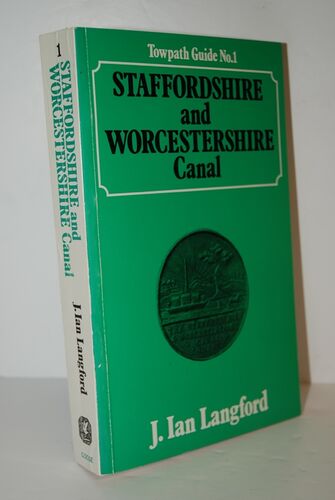 Towpath Guide No.1
STAFFORDSHIRE
and
WORCESTERSHIRE
Canal
J. Ian Langford
1
STAFFORDSHIRE and
WORCESTERSHIRE Canal
J. Ian Langford